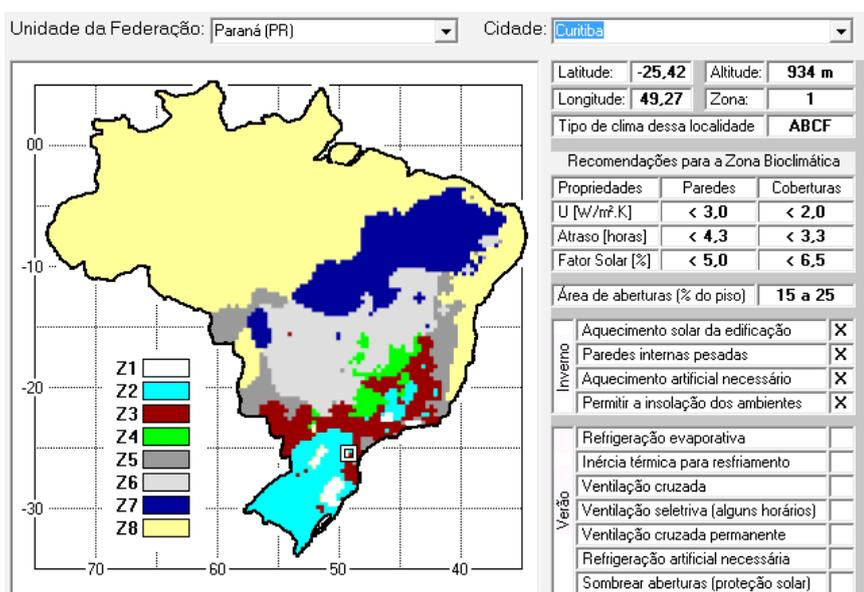 Unidade da Federação: Paraná (PR) Cidade: Curitiba
Latitude: -25,42 Altitude: 934 m
Longitude: 49,27 Zona: 1
Tipo de clima dessa localidade ABCF
Recomendações para a Zona Bioclimática
Propriedades Paredes Coberturas
U [W/m².K] < 3,0 < 2,0
Atraso [horas] < 4,3 < 3,3
Fator Solar [%] < 5,0 < 6,5
Área de aberturas (% do piso) 15 a 25
Inverno
Aquecimento solar da edificação X
Paredes internas pesadas X
Aquecimento artificial necessário X
Permitir a insolação dos ambientes X
Verão
Refrigeração evaporativa
Inércia térmica para resfriamento
Ventilação cruzada
Ventilação seletiva (alguns horários)
Ventilação cruzada permanente
Refrigeração artificial necessária
Sombrear aberturas (proteção solar)
00
-10
-20
-30
Z1
Z2
Z3
Z4
Z5
Z6
Z7
Z8
70 60 50 40